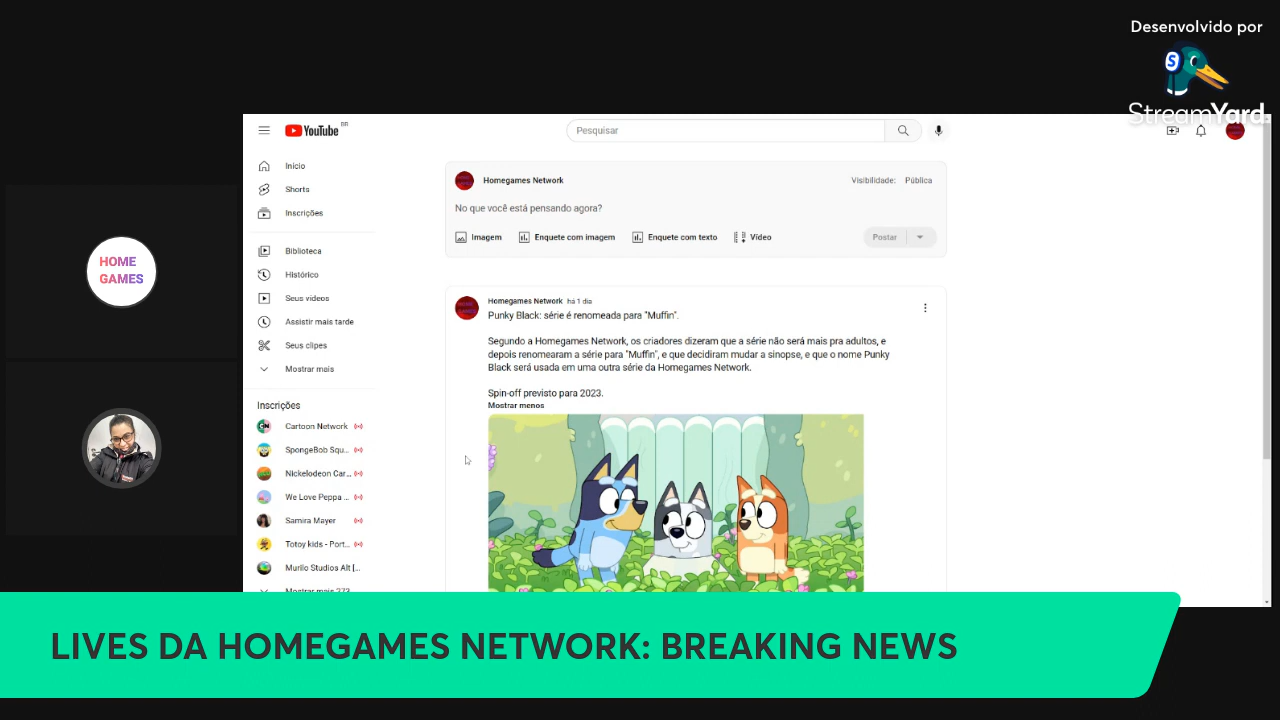 Desenvolvido por
StreamYard
YouTube BR
Pesquisar
Início
Shorts
Inscrições
Biblioteca
Histórico
Seus vídeos
Assistir mais tarde
Seus clipes
Mostrar mais
Inscrições
Cartoon Network
SpongeBob Squ...
Nickelodeon Car...
We Love Peppa ...
Samira Mayer
Totoy kids - Port...
Murilo Studios Alt [...
Mostrar mais 273
Homegames Network
Visibilidade: Pública
No que você está pensando agora?
Imagem
Enquete com imagem
Enquete com texto
Vídeo
Postar
Homegames Network há 1 dia
Punky Black: série é renomeada para "Muffin".
Segundo a Homegames Network, os criadores dizeram que a série não será mais pra adultos, e
depois renomearam a série para "Muffin", e que decidiram mudar a sinopse, e que o nome Punky
Black será usada em uma outra série da Homegames Network.
Spin-off previsto para 2023.
Mostrar menos
HOME
GAMES
LIVES DA HOMEGAMES NETWORK: BREAKING NEWS